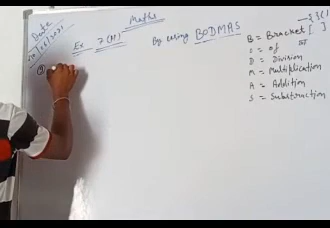 Maths
Date
Ex 7(M) By using BODMAS
— { } ( )
B = Bracket [ ]
O = of
D = Division
M = Multiplication
A = Addition
S = Substraction